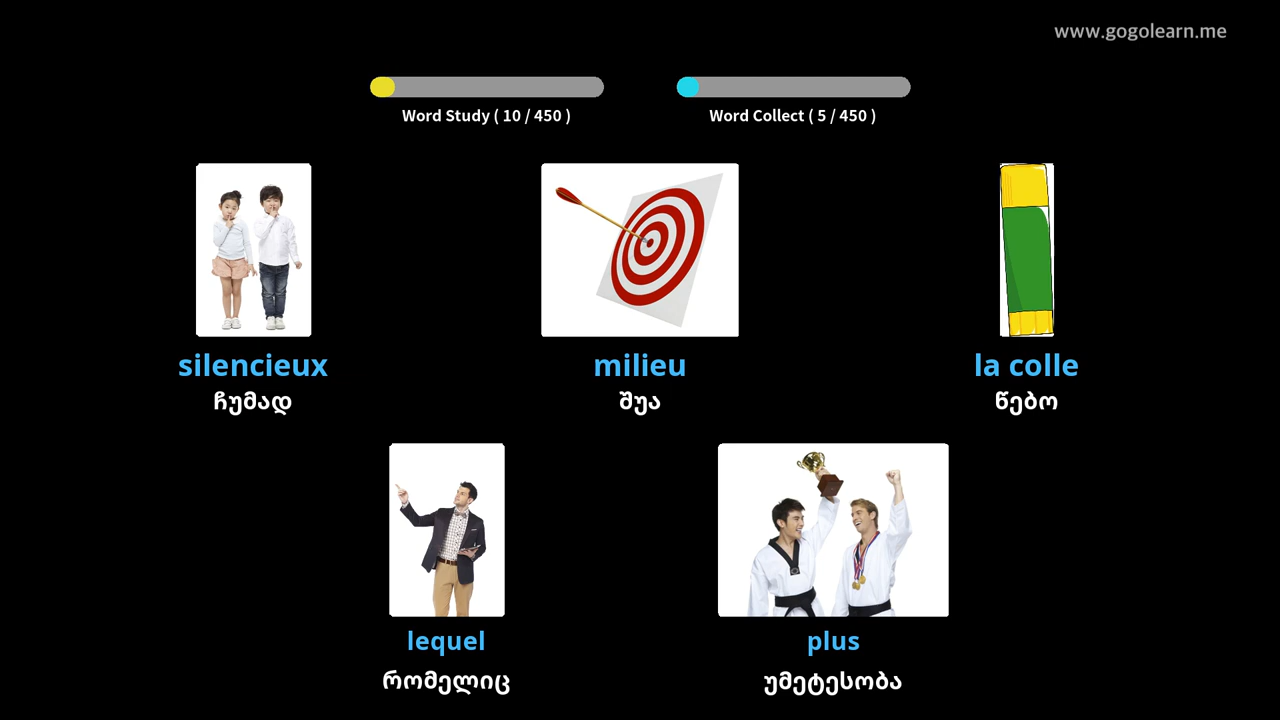 www.gogolearn.me
Word Study ( 10 / 450 )
Word Collect ( 5 / 450 )
silencieux
ჩუმად
milieu
შუა
la colle
წებო
lequel
რომელიც
plus
უმეტესობა